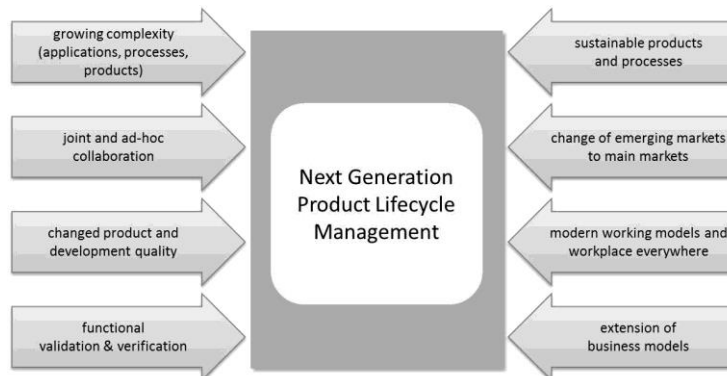 growing complexity
(applications, processes,
products)
joint and ad-hoc
collaboration
changed product and
development quality
functional
validation & verification
Next Generation
Product Lifecycle
Management
sustainable products
and processes
change of emerging markets
to main markets
modern working models and
workplace everywhere
extension of
business models